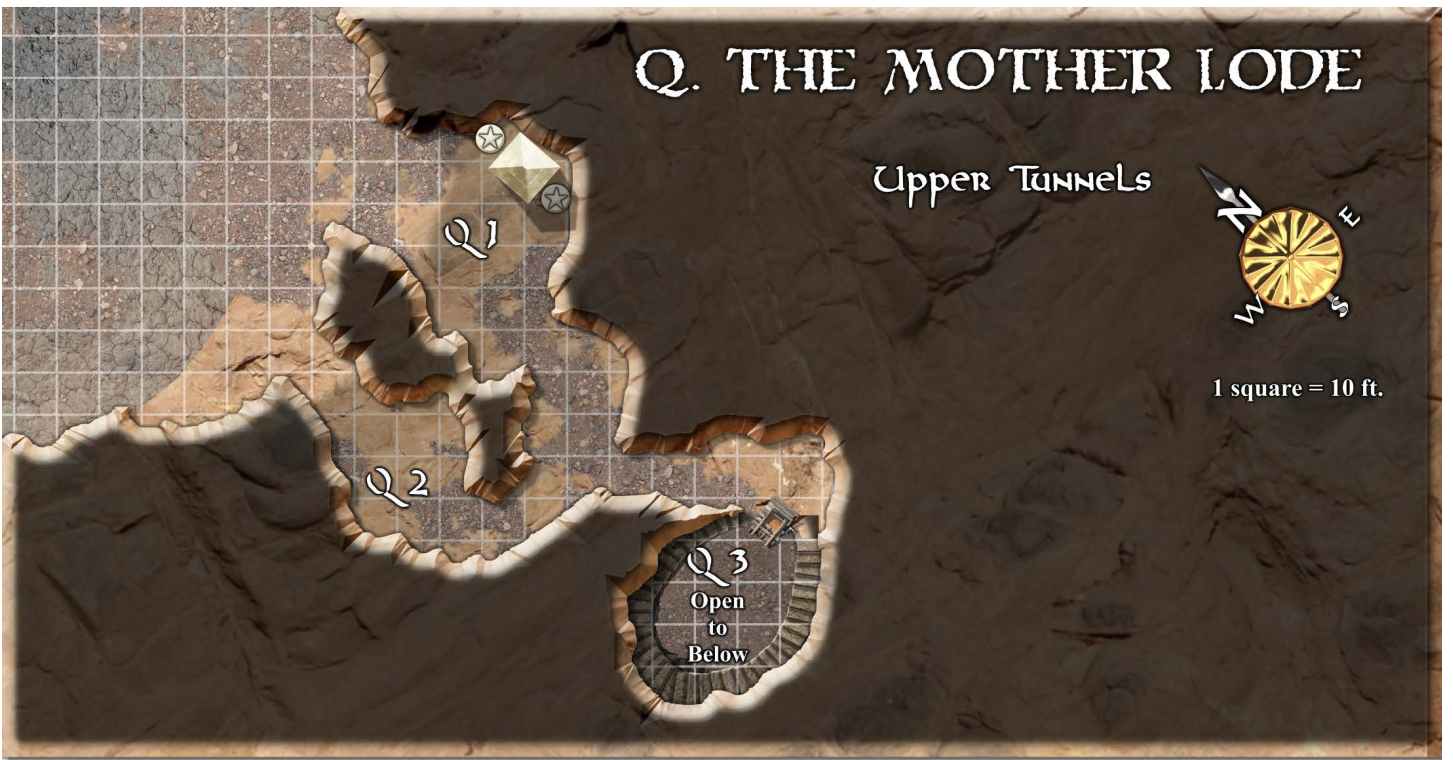 Q. THE MOTHER LODE
Upper Tunnels
N
E
W
S
1 square = 10 ft.
Q1
Q2
Q3
Open
to
Below